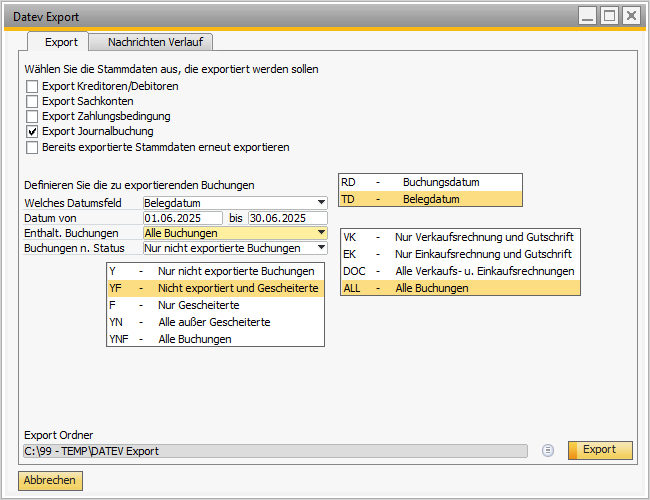 Datev Export
Export Nachrichten Verlauf
Wählen Sie die Stammdaten aus, die exportiert werden sollen
Export Kreditoren/Debitoren
Export Sachkonten
Export Zahlungsbedingung
Export Journalbuchung
Bereits exportierte Stammdaten erneut exportieren
Definieren Sie die zu exportierenden Buchungen
Welches Datumsfeld Belegdatum
Datum von 01.06.2025 bis 30.06.2025
Enthalt. Buchungen Alle Buchungen
Buchungen n. Status Nur nicht exportierte Buchungen
RD - Buchungsdatum
TD - Belegdatum
VK - Nur Verkaufsrechnung und Gutschrift
EK - Nur Einkaufsrechnung und Gutschrift
DOC - Alle Verkaufs- u. Einkaufsrechnungen
ALL - Alle Buchungen
Y - Nur nicht exportierte Buchungen
YF - Nicht exportiert und Gescheiterte
F - Nur Gescheiterte
YN - Alle außer Gescheiterte
YNF - Alle Buchungen
Export Ordner
C:\99 - TEMP\DATEV Export
Export
Abbrechen